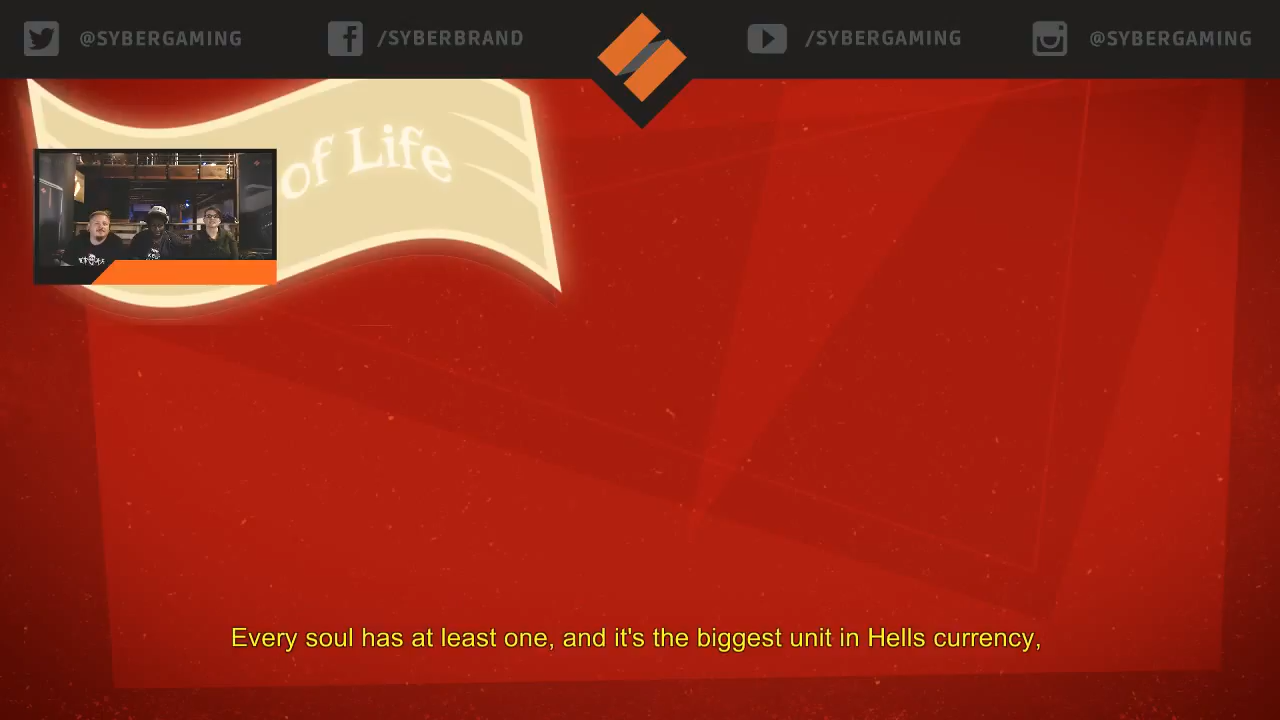 @SYBERGAMING
/SYBERBRAND
/SYBERGAMING
@SYBERGAMING
of Life
Every soul has at least one, and it's the biggest unit in Hells currency,